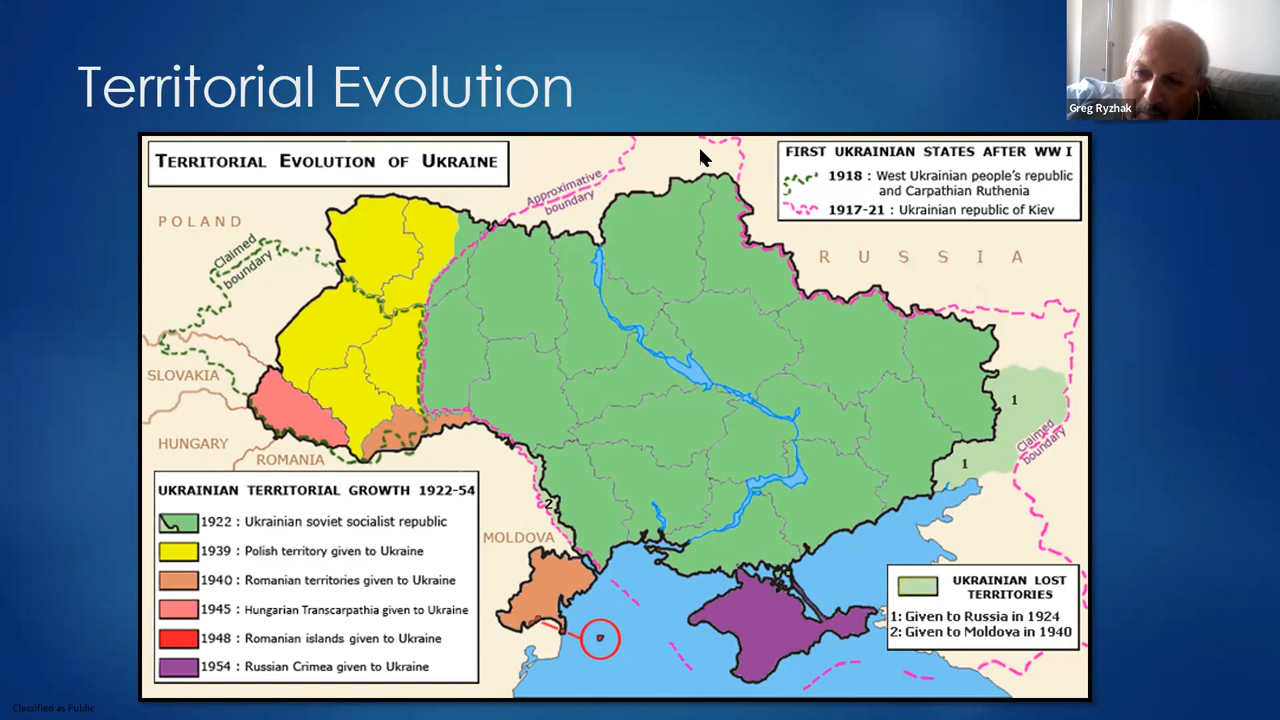 Territorial Evolution
Greg Ryzhak
TERRITORIAL EVOLUTION OF UKRAINE
FIRST UKRAINIAN STATES AFTER WW I
1918 : West Ukrainian people's republic
and Carpathian Ruthenia
1917-21 : Ukrainian republic of Kiev
Approximative
boundary
POLAND
Claimed
boundary
RUSSIA
SLOVAKIA
HUNGARY
ROMANIA
1
1
Claimed
boundary
2
MOLDOVA
UKRAINIAN TERRITORIAL GROWTH 1922-54
1922 : Ukrainian soviet socialist republic
1939 : Polish territory given to Ukraine
1940 : Romanian territories given to Ukraine
1945 : Hungarian Transcarpathia given to Ukraine
1948 : Romanian islands given to Ukraine
1954 : Russian Crimea given to Ukraine
UKRAINIAN LOST
TERRITORIES
1: Given to Russia in 1924
2: Given to Moldova in 1940
Classified as Public